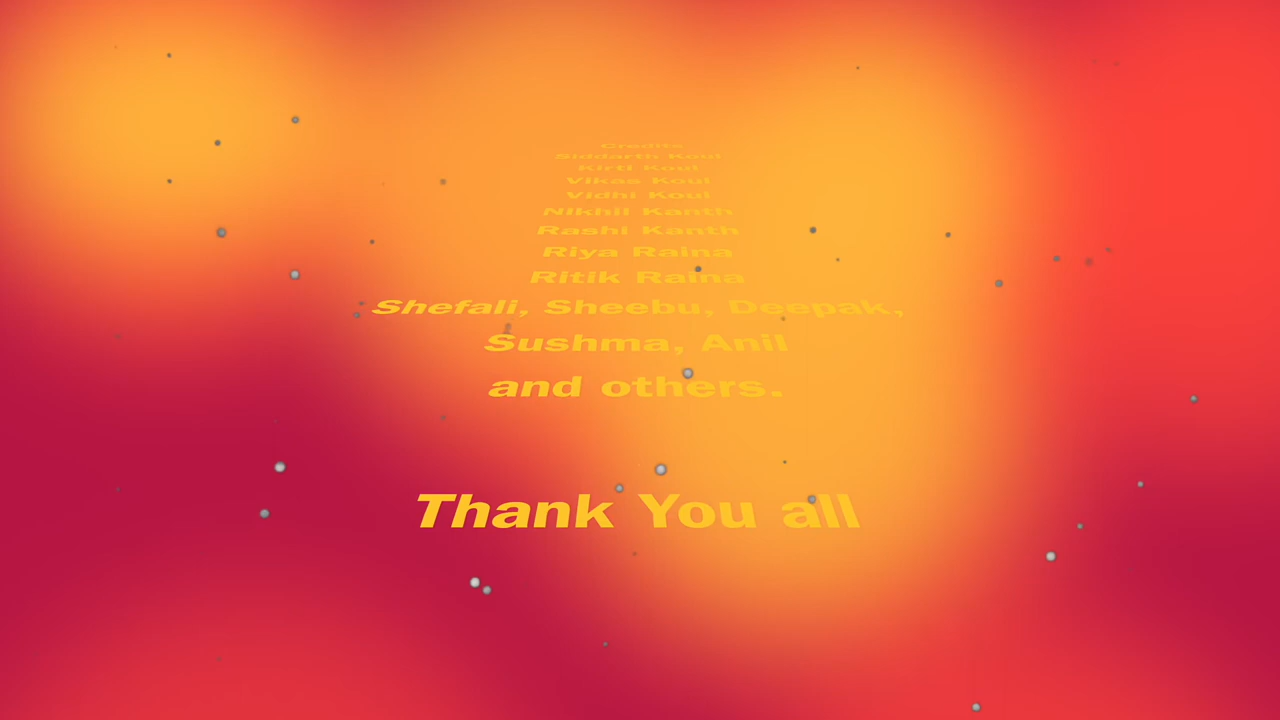 Credits
Siddarth Koul
Kirti Koul
Vikas Koul
Vidhi Koul
Nikhil Kanth
Rashi Kanth
Riya Raina
Ritik Raina
Shefali, Sheebu, Deepak,
Sushma, Anil
and others.
Thank You all